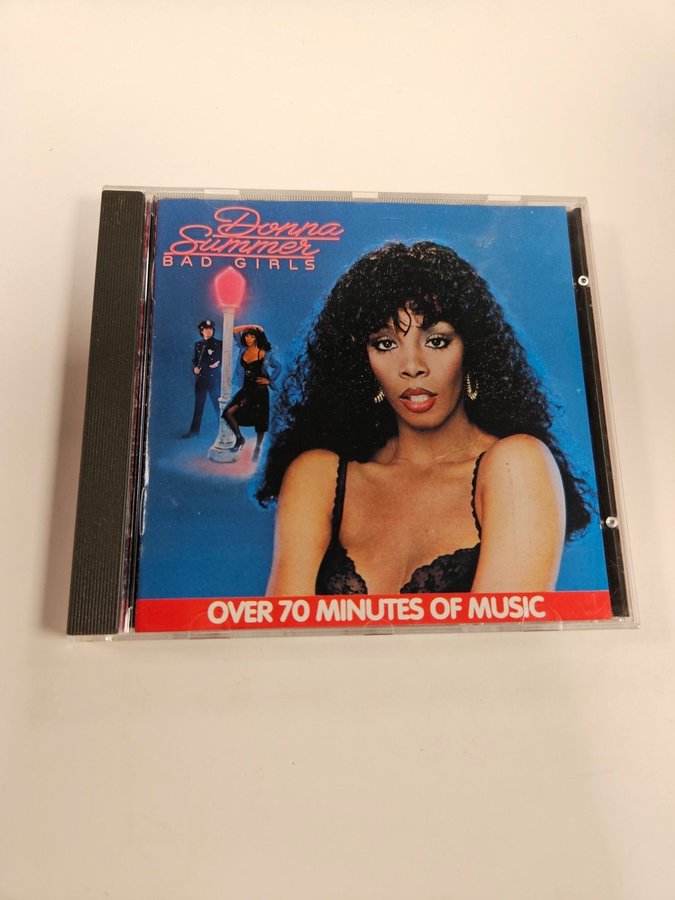 Donna
Summer
BAD GIRLS
OVER 70 MINUTES OF MUSIC